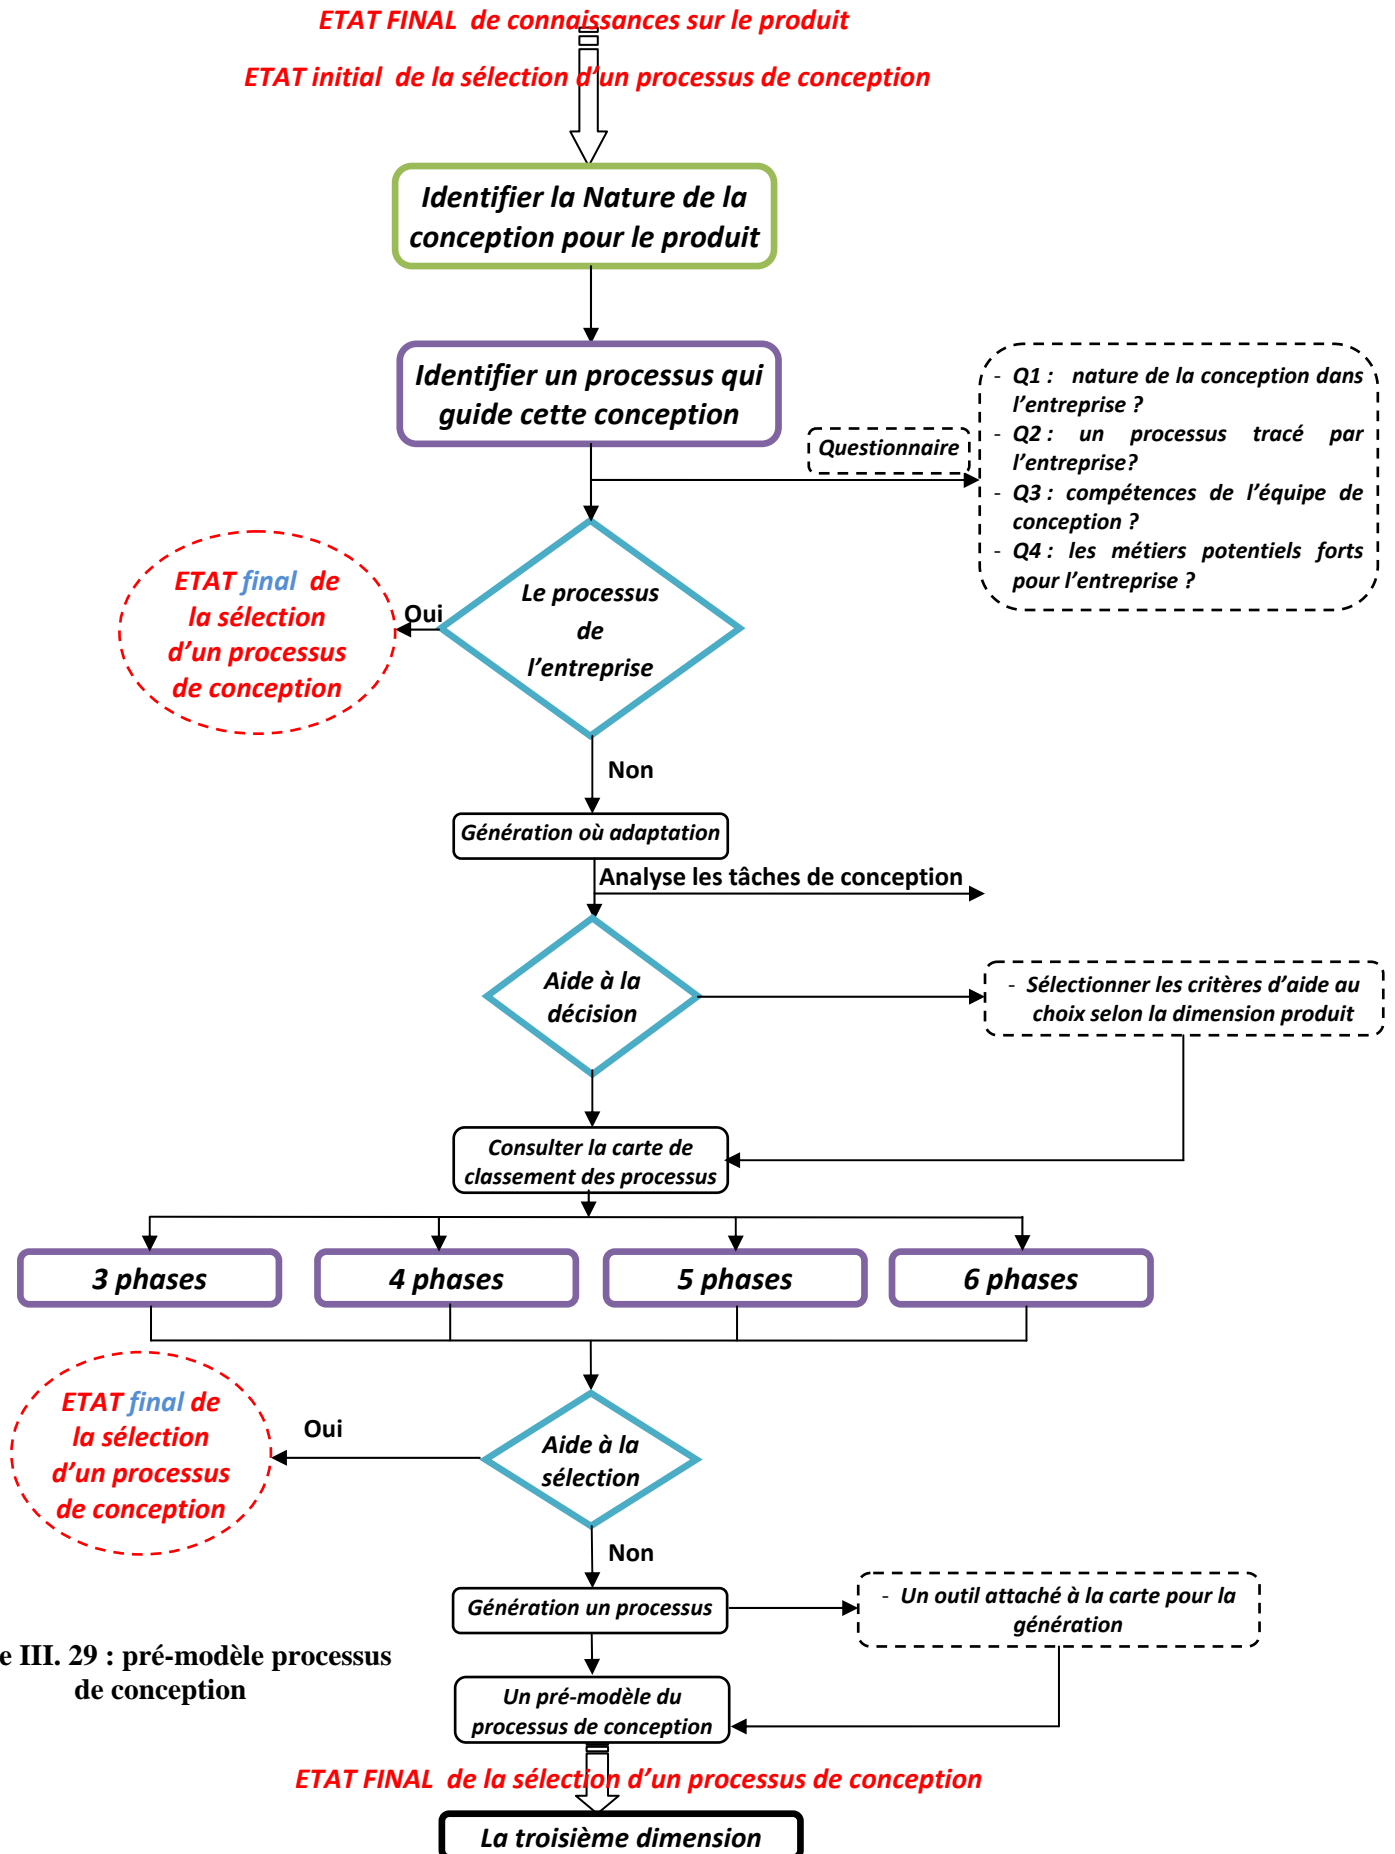 ETAT FINAL de connaissances sur le produit
ETAT initial de la sélection d'un processus de conception
Identifier la Nature de la
conception pour le produit
Identifier un processus qui
guide cette conception
Questionnaire
- Q1 : nature de la conception dans
l'entreprise ?
- Q2 : un processus tracé par
l'entreprise?
- Q3 : compétences de l'équipe de
conception ?
- Q4 : les métiers potentiels forts
pour l'entreprise ?
ETAT final de
la sélection
d'un processus
de conception
Oui
Le processus
de
l'entreprise
Non
Génération où adaptation
Analyse les tâches de conception
Aide à la
décision
- Sélectionner les critères d'aide au
choix selon la dimension produit
Consulter la carte de
classement des processus
3 phases
4 phases
5 phases
6 phases
ETAT final de
la sélection
d'un processus
de conception
Oui
Aide à la
sélection
Non
Génération un processus
- Un outil attaché à la carte pour la
génération
e III. 29 : pré-modèle processus
de conception
Un pré-modèle du
processus de conception
ETAT FINAL de la sélection d'un processus de conception
La troisième dimension